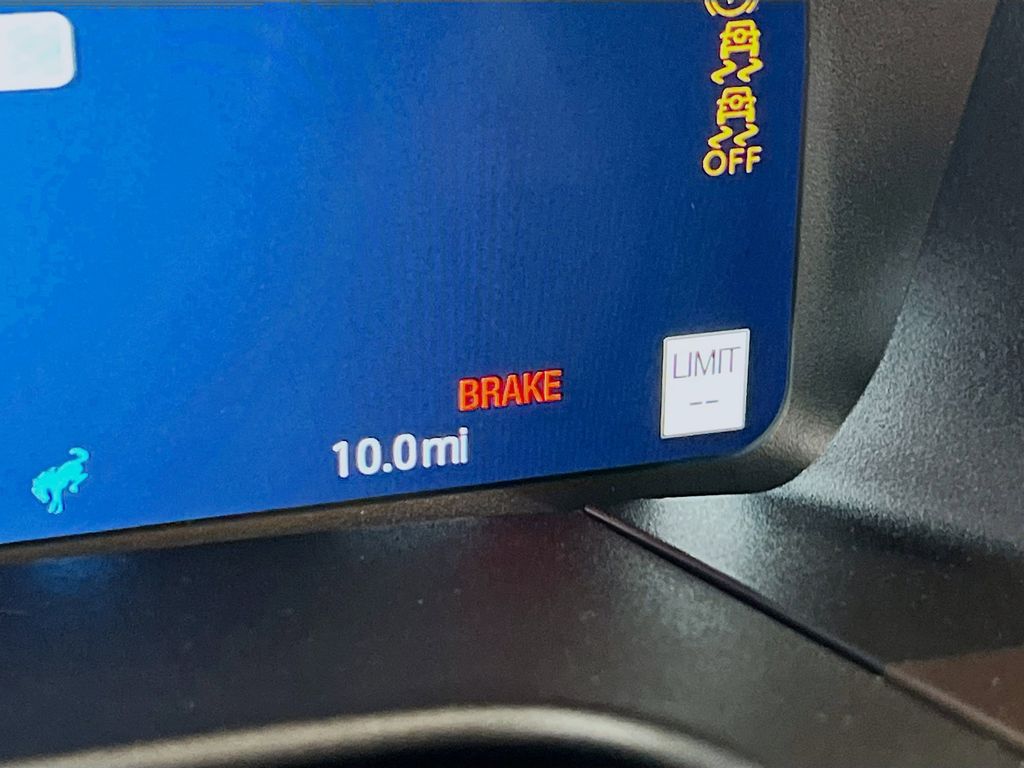 OFF
LIMIT
--
BRAKE
10.0mi